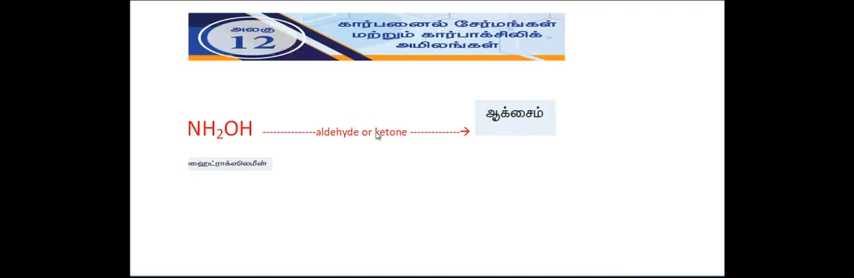 அலகு
12
கார்பனைல் சேர்மங்கள்
மற்றும் கார்பாக்சிலிக்
அமிலங்கள்
NH₂OH ---------------aldehyde or ketone --------------→ ஆக்சைம்
ஹைட்ராக்ஸிலமீன்